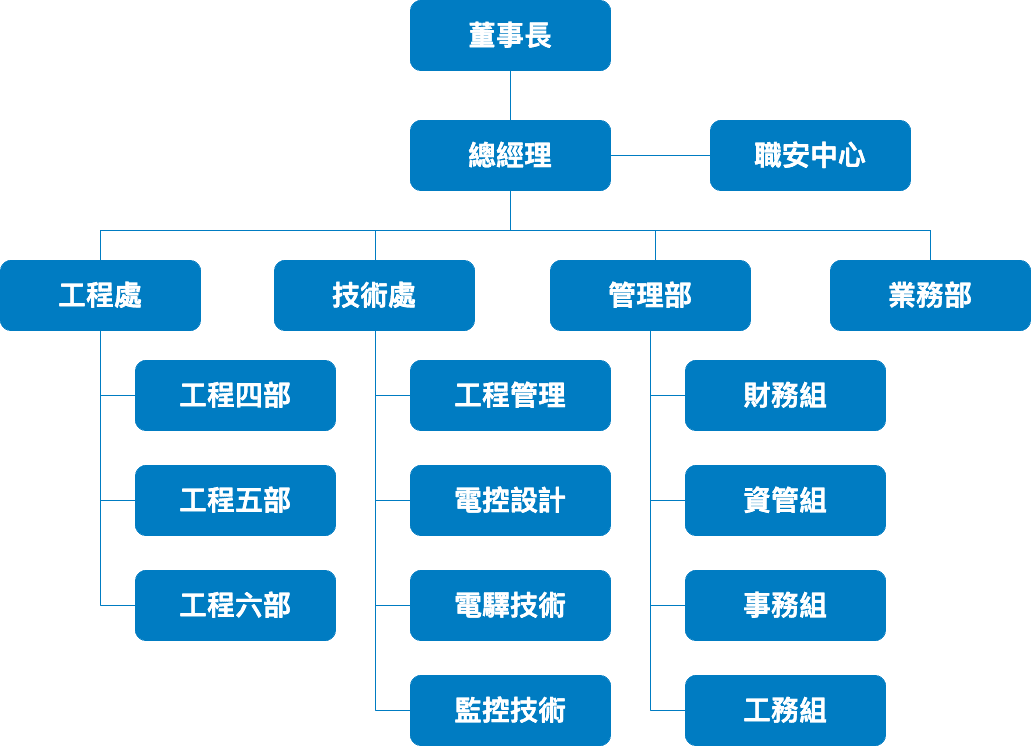 董事長
總經理
職安中心
工程處
技術處
管理部
業務部
工程四部
工程管理
財務組
工程五部
電控設計
資管組
工程六部
電驛技術
事務組
監控技術
工務組